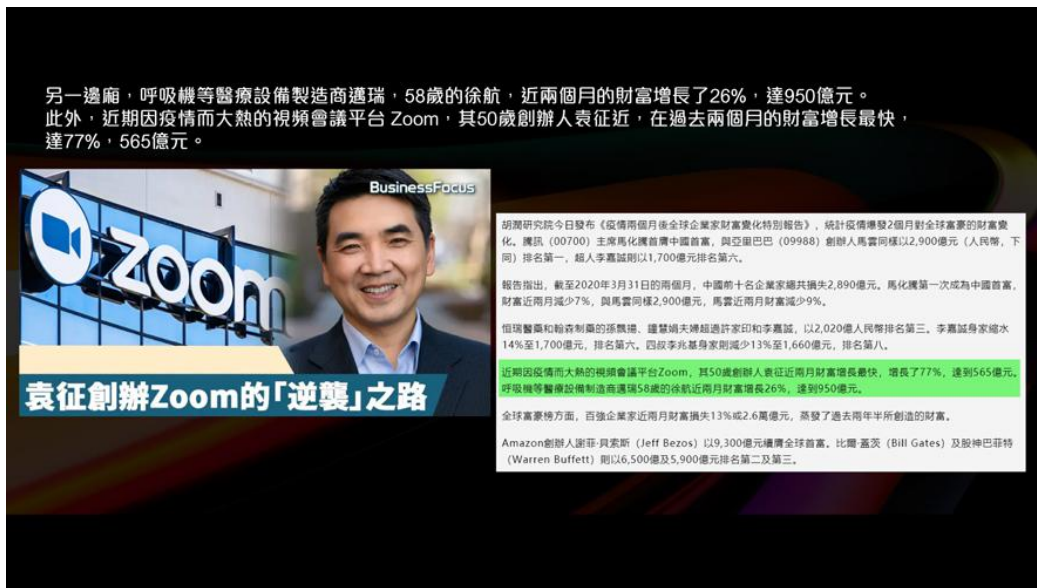 另一邊廂，呼吸機等醫療設備製造商邁瑞，58歲的徐航，近兩個月的財富增長了26%，達950億元。
此外，近期因疫情而大熱的視頻會議平台 Zoom，其50歲創辦人袁征近，在過去兩個月的財富增長最快，
達77%，565億元。
BusinessFocus
zoom
袁征創辦Zoom的「逆襲」之路
胡潤研究院今日發布《疫情兩個月後全球企業家財富變化特別報告》，統計疫情爆發2個月對全球富豪的財富變
化。騰訊（00700）主席馬化騰首膺中國首富，與亞里巴巴（09988）創辦人馬雲同樣以2,900億元（人民幣，下
同）排名第一，超人李嘉誠則以1,700億元排名第六。
報告指出，截至2020年3月31日的兩個月，中國前十名企業家總共損失2,890億元。馬化騰第一次成為中國首富，
財富近兩月減少7%，與馬雲同樣2,900億元，馬雲近兩月財富減少9%。
恒瑞醫藥和翰森制藥的孫飄揚、鐘慧娟夫婦超過許家印和李嘉誠，以2,020億人民幣排名第三。李嘉誠身家縮水
14%至1,700億元，排名第六。四叔李兆基身家則減少13%至1,660億元，排名第八。
近期因疫情而大熱的視頻會議平台Zoom，其50歲創辦人袁征近兩月財富增長最快，增長了77%，達到565億元。
呼吸機等醫療設備制造商邁瑞58歲的徐航近兩月財富增長26%，達到950億元。
全球富豪榜方面，百強企業家近兩月財富損失13%或2.6萬億元，蒸發了過去兩年半所創造的財富。
Amazon創辦人謝菲·貝索斯（Jeff Bezos）以9,300億元續膺全球首富。比爾·蓋茨（Bill Gates）及股神巴菲特
（Warren Buffett）則以6,500億及5,900億元排名第二及第三。